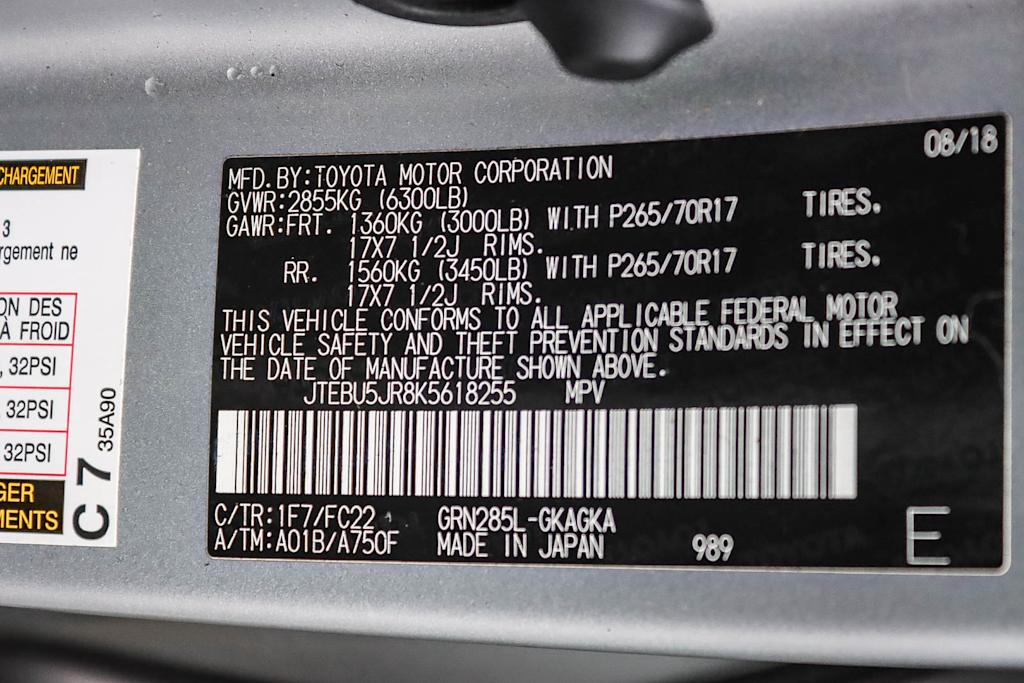 CHARGEMENT
3
rgement ne
ON DES
À FROID
, 32PSI
, 32PSI
32PSI
GER
MENTS
C 7 35A90
08/18
MFD. BY:TOYOTA MOTOR CORPORATION
GVWR:2855KG (6300LB)
GAWR:FRT. 1360KG (3000LB) WITH P265/70R17 TIRES.
17X7 1/2J RIMS.
RR. 1560KG (3450LB) WITH P265/70R17 TIRES.
17X7 1/2J RIMS.
THIS VEHICLE CONFORMS TO ALL APPLICABLE FEDERAL MOTOR
VEHICLE SAFETY AND THEFT PREVENTION STANDARDS IN EFFECT ON
THE DATE OF MANUFACTURE SHOWN ABOVE.
JTEBU5JR8K5618255 MPV
C/TR:1F7/FC22 GRN285L-GKAGKA
A/TM:A01B/A750F MADE IN JAPAN 989
E